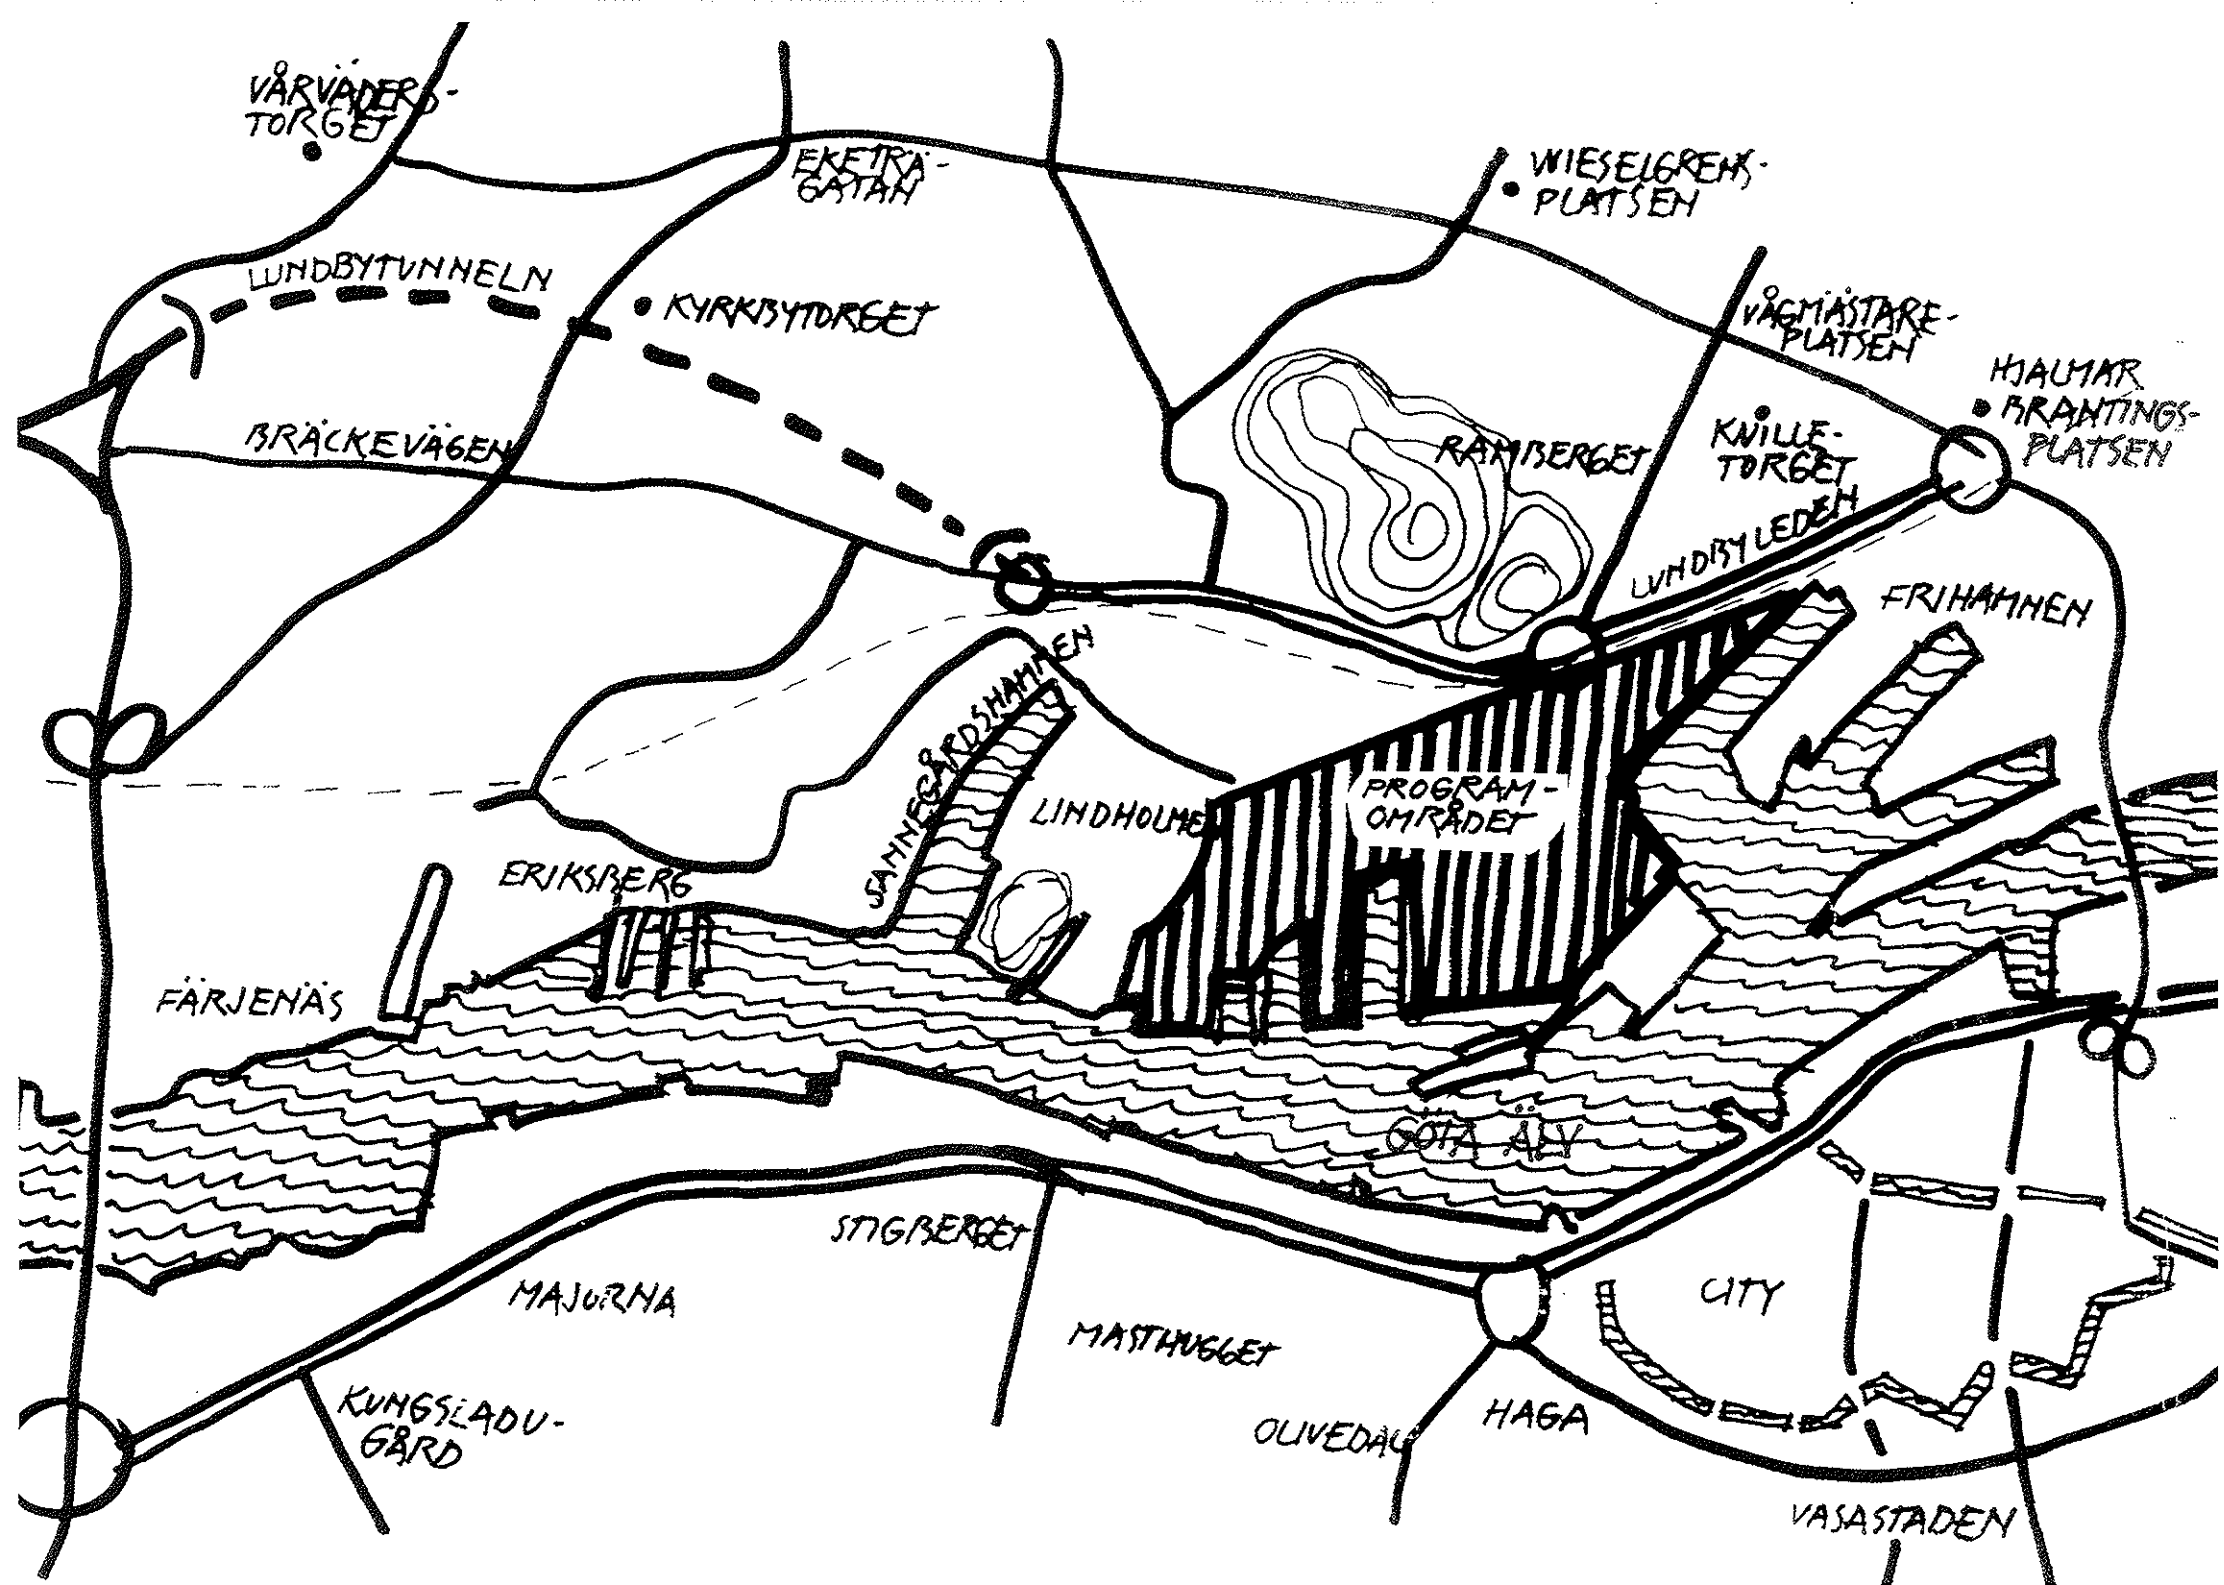 VÅRVÄDERS-
TORGET
EKETRÄ-
GATAN
WIESELGRENS-
PLATSEN
LUNDBYTUNNELN
KYRKBYTORGET
VÅGMÄSTARE-
PLATSEN
HJALMAR
BRANTINGS-
PLATSEN
BRÄCKEVÄGEN
RAMBERGET
KNILLE-
TORGET
LUNDBYLEDEN
FRIHAMNEN
SANNEGÅRDSHAMNEN
LINDHOLMEN
PROGRAM-
OMRÅDET
ERIKSBERG
FÄRJENÄS
GÖTA ÄLV
STIGBERGET
MAJORNA
CITY
MASTHUGGET
KUNGSLADU-
GÅRD
OLIVEDAL
HAGA
VASASTADEN